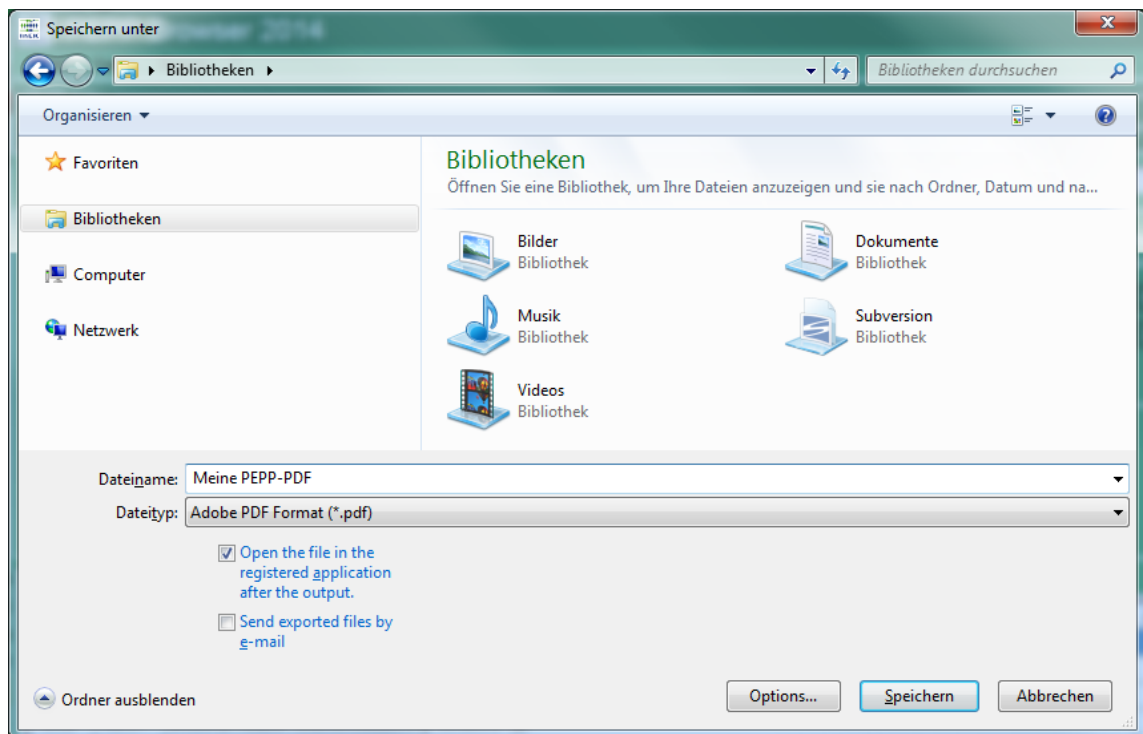 Speichern unter
Bibliotheken
Bibliotheken durchsuchen
Organisieren
Favoriten
Bibliotheken
Computer
Netzwerk
Bibliotheken
Öffnen Sie eine Bibliothek, um Ihre Dateien anzuzeigen und sie nach Ordner, Datum und na...
Bilder
Bibliothek
Dokumente
Bibliothek
Musik
Bibliothek
Subversion
Bibliothek
Videos
Bibliothek
Dateiname: Meine PEPP-PDF
Dateityp: Adobe PDF Format (*.pdf)
Open the file in the
registered application
after the output.
Send exported files by
e-mail
Ordner ausblenden
Options...
Speichern
Abbrechen